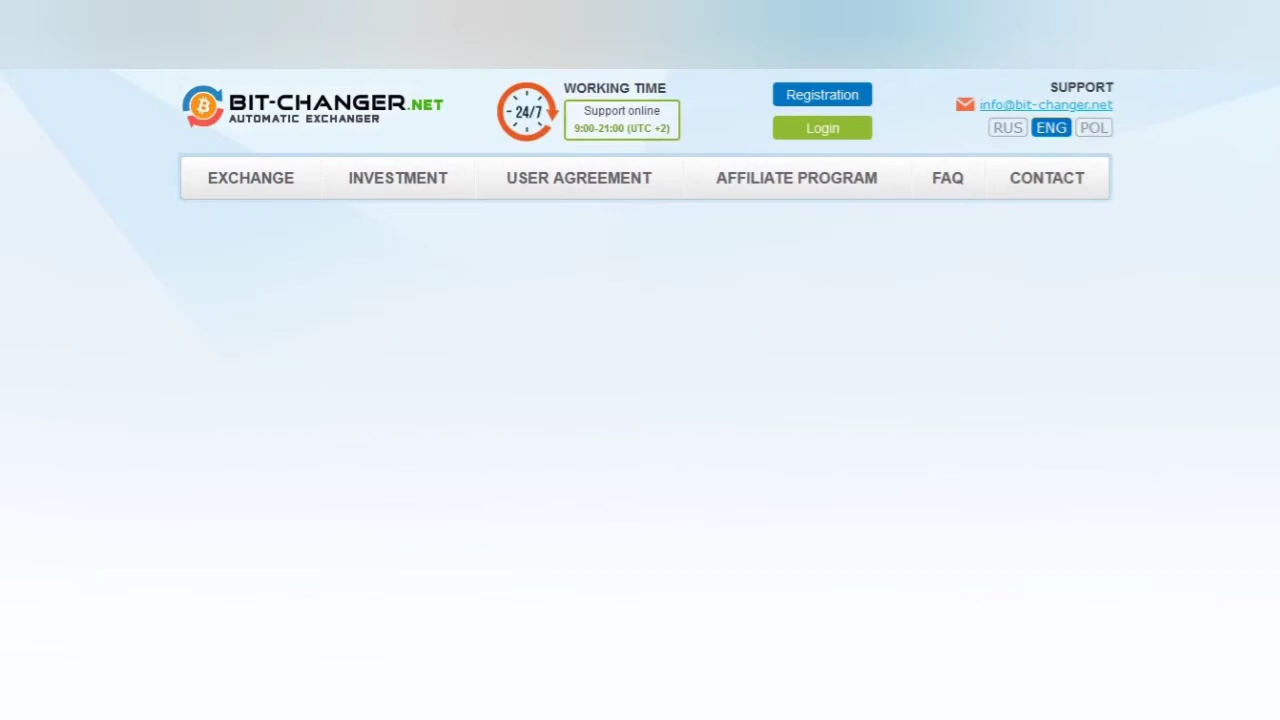 BIT-CHANGER.NET
AUTOMATIC EXCHANGER
24/7
WORKING TIME
Support online
9:00-21:00 (UTC +2)
Registration
Login
SUPPORT
info@bit-changer.net
RUS ENG POL
EXCHANGE INVESTMENT USER AGREEMENT AFFILIATE PROGRAM FAQ CONTACT